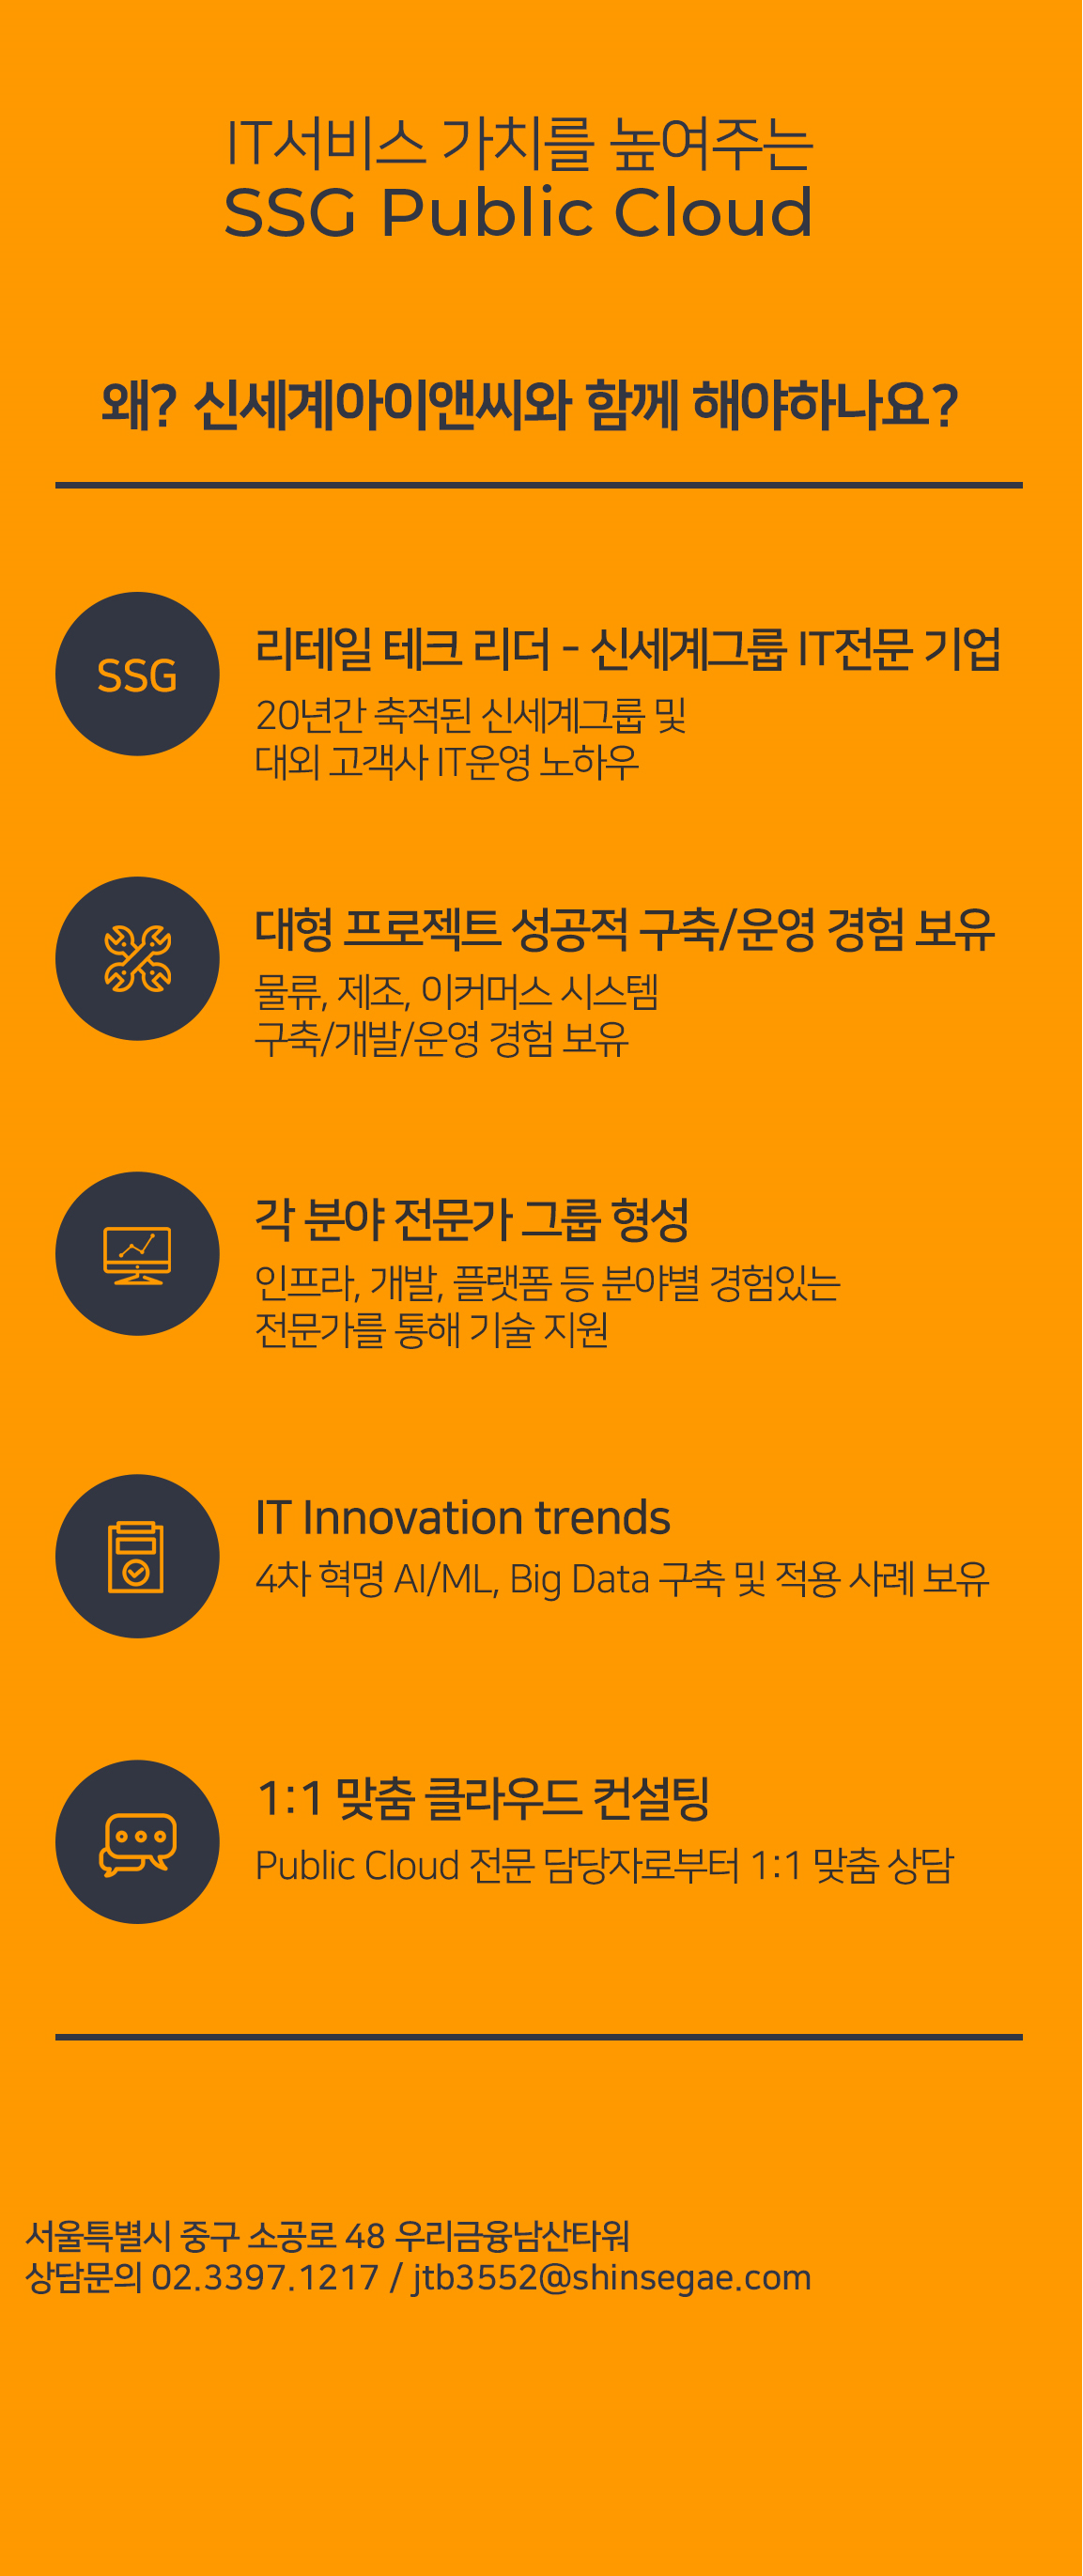 IT서비스 가치를 높여주는
SSG Public Cloud
왜? 신세계아이앤씨와 함께 해야하나요?
SSG
리테일 테크 리더 - 신세계그룹 IT전문 기업
20년간 축적된 신세계그룹 및
대외 고객사 IT운영 노하우
대형 프로젝트 성공적 구축/운영 경험 보유
물류, 제조, 이커머스 시스템
구축/개발/운영 경험 보유
각 분야 전문가 그룹 형성
인프라, 개발, 플랫폼 등 분야별 경험있는
전문가를 통해 기술 지원
IT Innovation trends
4차 혁명 AI/ML, Big Data 구축 및 적용 사례 보유
1:1 맞춤 클라우드 컨설팅
Public Cloud 전문 담당자로부터 1:1 맞춤 상담
서울특별시 중구 소공로 48 우리금융남산타워
상담문의 02.3397.1217 / jtb3552@shinsegae.com